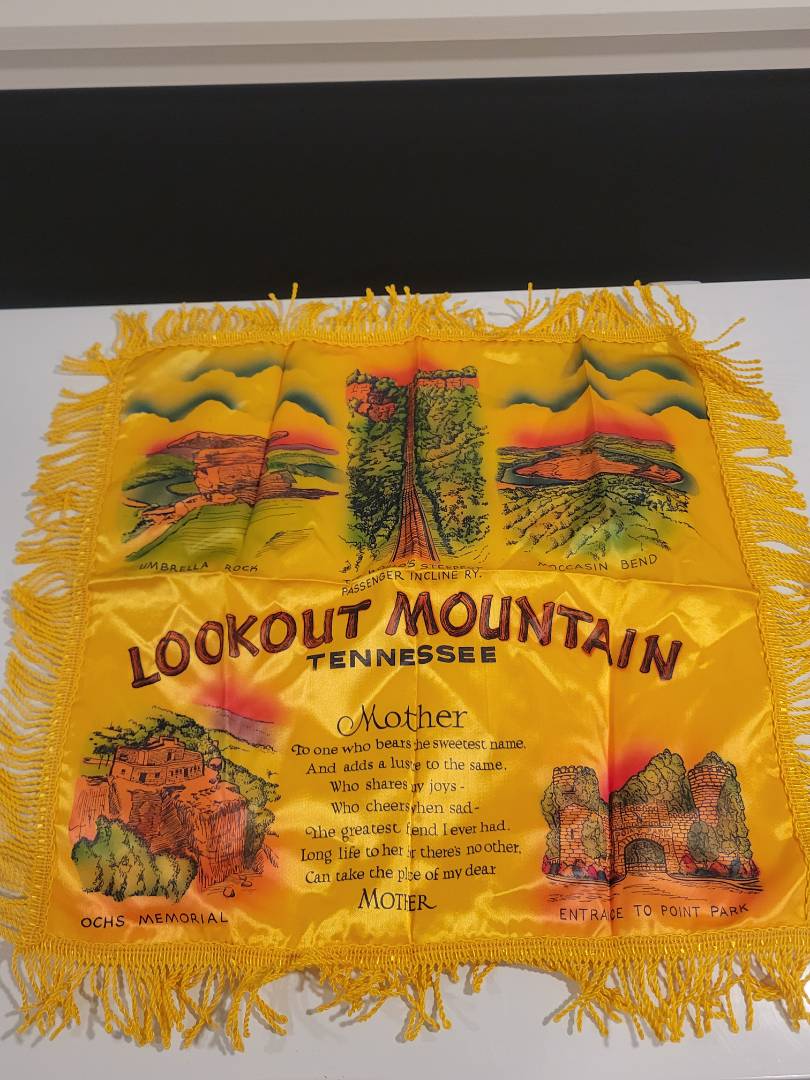 UMBRELLA ROCK
PASSENGER INCLINE RY.
MOCCASIN BEND
LOOKOUT MOUNTAIN
TENNESSEE
Mother
To one who bears the sweetest name.
And adds a lustre to the same.
Who shares my joys-
Who cheers when sad-
The greatest friend I ever had.
Long life to her for there's no other,
Can take the place of my dear
MOTHER
OCHS MEMORIAL
ENTRANCE TO POINT PARK